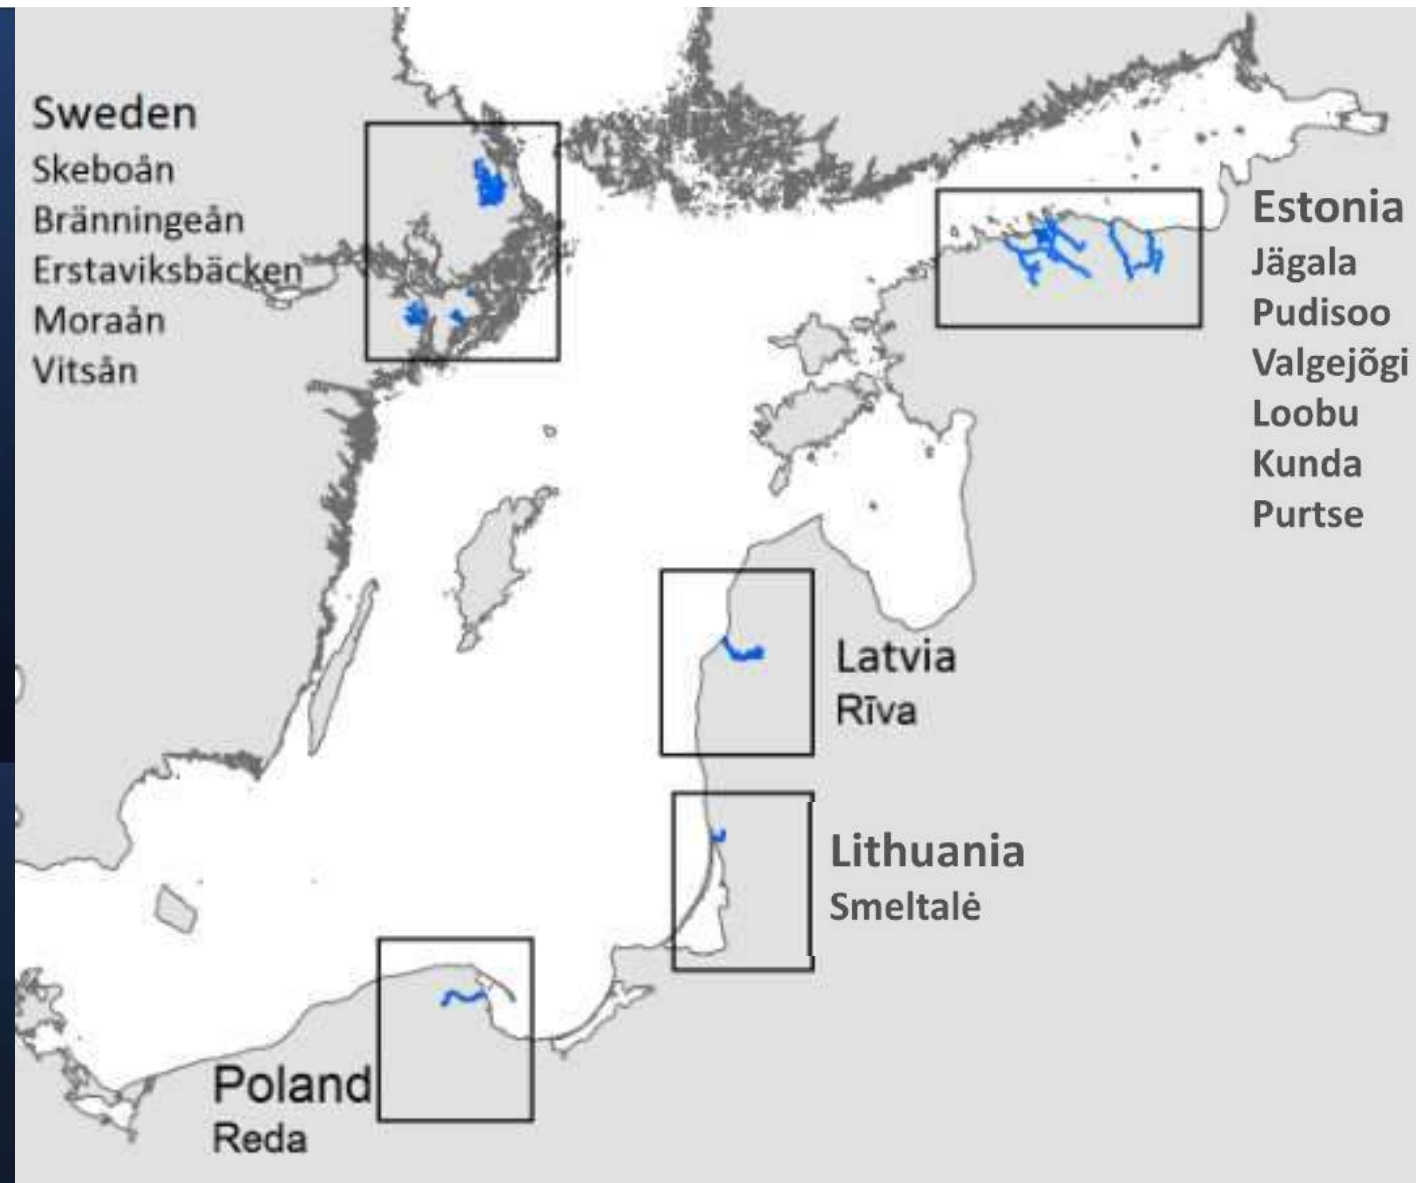 Sweden
Skeboån
Bränningeån
Erstaviksbäcken
Moraån
Vitsån
Estonia
Jägala
Pudisoo
Valgejõgi
Loobu
Kunda
Purtse
Latvia
Rīva
Lithuania
Smeltalė
Poland
Reda